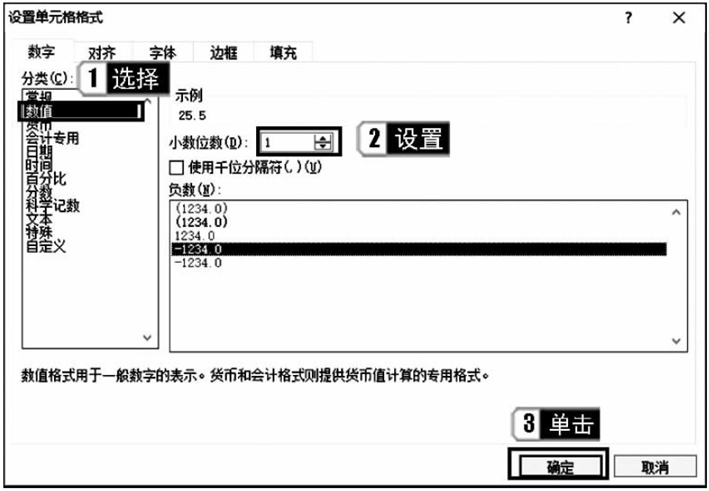 设置单元格格式
? ×
数字 对齐 字体 边框 填充
分类(C):
1 选择
常规
数值
货币
会计专用
日期
时间
百分比
分数
科学记数
文本
特殊
自定义
示例
25.5
小数位数(D): 1
2 设置
使用千位分隔符(,)(U)
负数(N):
(1234.0)
(1234.0)
1234.0
-1234.0
-1234.0
数值格式用于一般数字的表示。货币和会计格式则提供货币值计算的专用格式。
3 单击
确定 取消